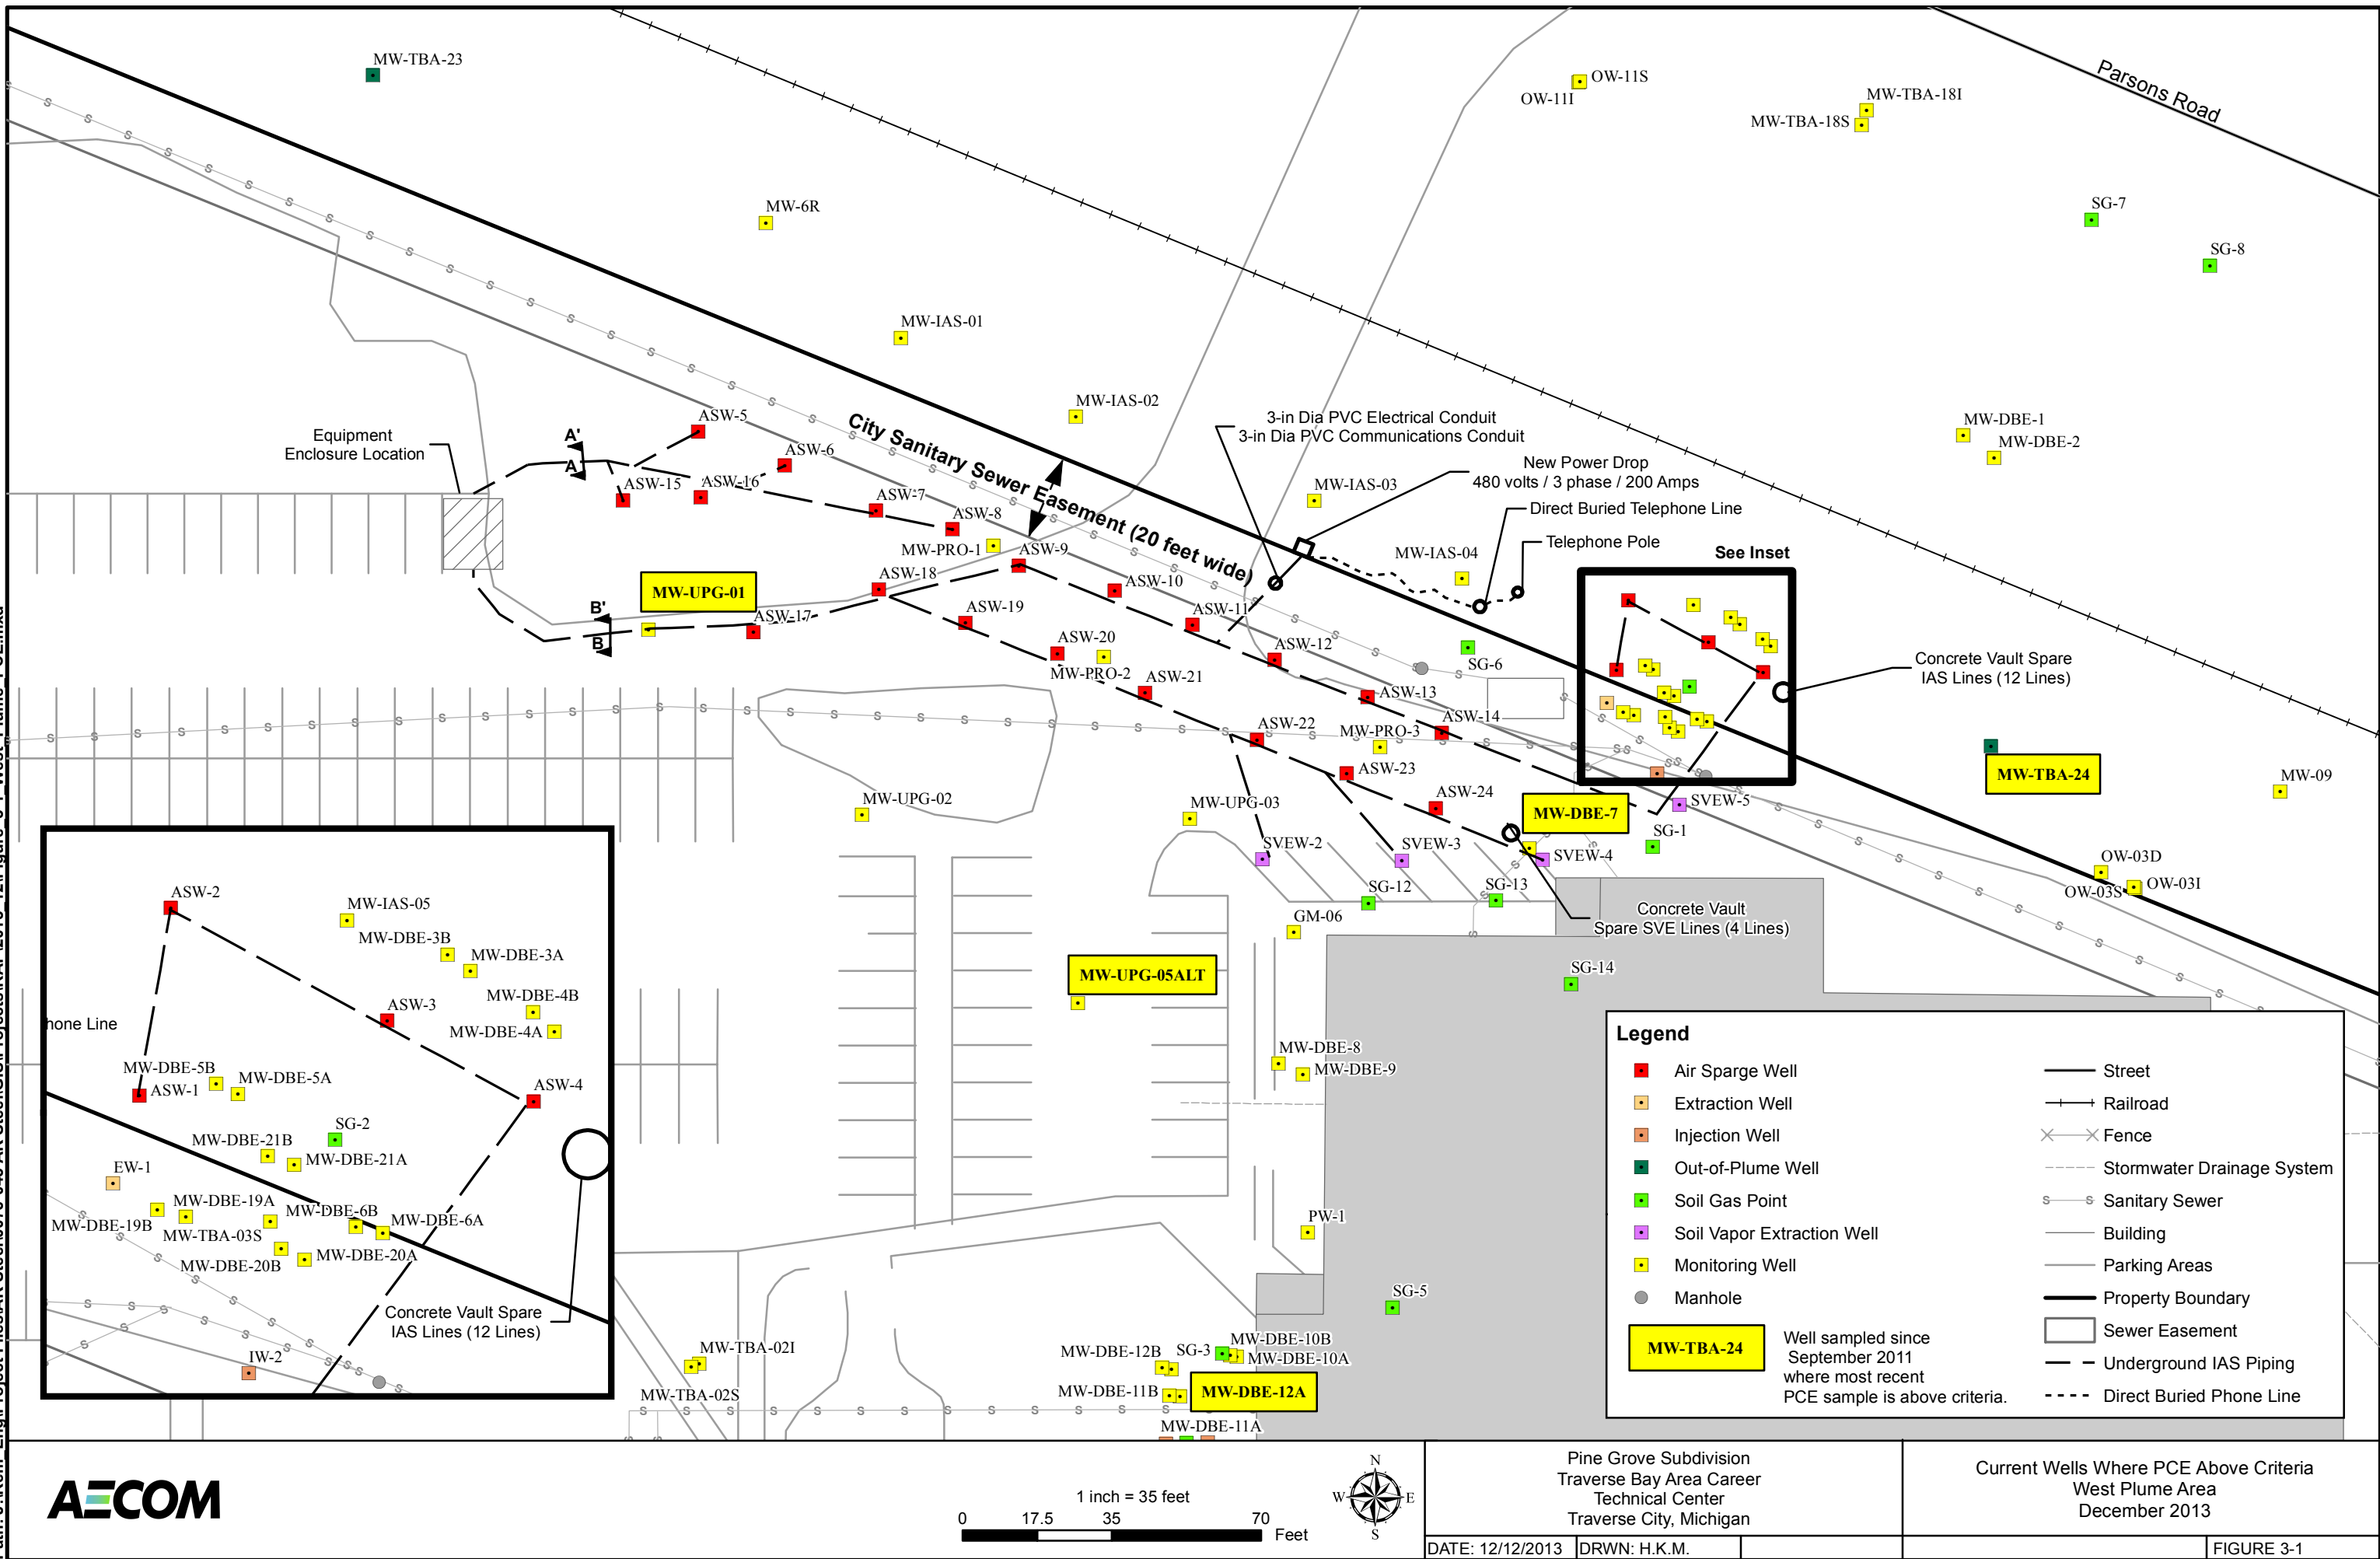 MW-TBA-23
OW-11S
OW-11I
MW-TBA-18I
MW-TBA-18S
Parsons Road
MW-6R
SG-7
SG-8
MW-IAS-01
MW-IAS-02
ASW-5
ASW-6
City Sanitary Sewer Easement (20 feet wide)
3-in Dia PVC Electrical Conduit
3-in Dia PVC Communications Conduit
MW-DBE-1
MW-DBE-2
Equipment
Enclosure Location
A'
A
New Power Drop
480 volts / 3 phase / 200 Amps
MW-IAS-03
ASW-15
ASW-16
ASW-7
ASW-8
Direct Buried Telephone Line
Telephone Pole
MW-PRO-1
ASW-9
MW-IAS-04
See Inset
ASW-18
ASW-10
MW-UPG-01
B'
B
ASW-17
ASW-19
ASW-11
ASW-20
MW-PRO-2
ASW-12
SG-6
Concrete Vault Spare
IAS Lines (12 Lines)
ASW-21
ASW-13
ASW-22
MW-PRO-3
ASW-14
ASW-23
MW-TBA-24
MW-09
MW-UPG-02
MW-UPG-03
ASW-24
MW-DBE-7
SVEW-5
SG-1
SVEW-2
SVEW-3
SVEW-4
OW-03D
OW-03S
OW-03I
SG-12
SG-13
GM-06
Concrete Vault
Spare SVE Lines (4 Lines)
SG-14
MW-UPG-05ALT
MW-DBE-8
MW-DBE-9
PW-1
SG-5
MW-TBA-02I
MW-TBA-02S
MW-DBE-12B
SG-3
MW-DBE-10B
MW-DBE-10A
MW-DBE-11B
MW-DBE-12A
MW-DBE-11A
ASW-2
MW-IAS-05
MW-DBE-3B
MW-DBE-3A
MW-DBE-4B
MW-DBE-4A
ASW-3
hone Line
MW-DBE-5B
MW-DBE-5A
ASW-1
ASW-4
SG-2
MW-DBE-21B
MW-DBE-21A
EW-1
MW-DBE-19A
MW-DBE-19B
MW-TBA-03S
MW-DBE-6B
MW-DBE-6A
MW-DBE-20A
MW-DBE-20B
Concrete Vault Spare
IAS Lines (12 Lines)
IW-2
Legend
Air Sparge Well
Extraction Well
Injection Well
Out-of-Plume Well
Soil Gas Point
Soil Vapor Extraction Well
Monitoring Well
Manhole
MW-TBA-24
Well sampled since
September 2011
where most recent
PCE sample is above criteria.
Street
Railroad
Fence
Stormwater Drainage System
Sanitary Sewer
Building
Parking Areas
Property Boundary
Sewer Easement
Underground IAS Piping
Direct Buried Phone Line
AECOM
1 inch = 35 feet
0 17.5 35 70
Feet
N
W E
S
Pine Grove Subdivision
Traverse Bay Area Career
Technical Center
Traverse City, Michigan
Current Wells Where PCE Above Criteria
West Plume Area
December 2013
DATE: 12/12/2013
DRWN: H.K.M.
FIGURE 3-1